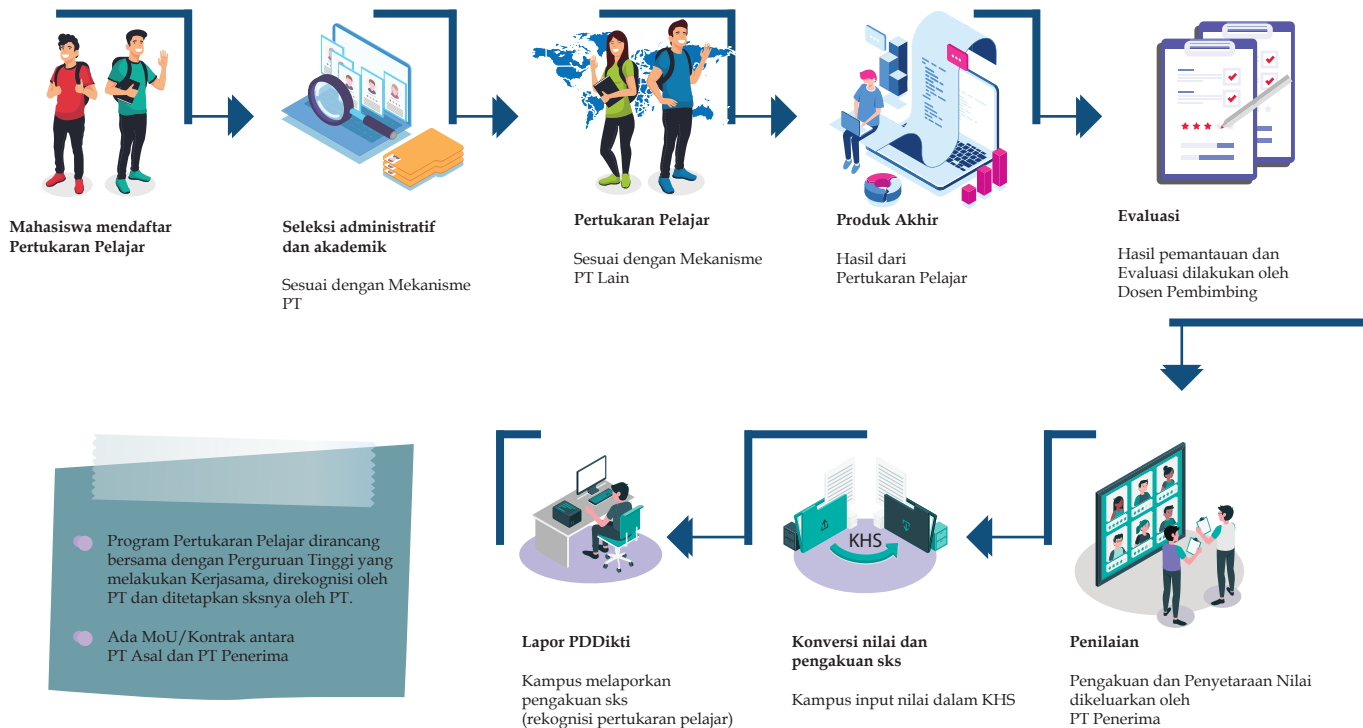 Mahasiswa mendaftar
Pertukaran Pelajar
Seleksi administratif
dan akademik
Sesuai dengan Mekanisme
PT
Pertukaran Pelajar
Sesuai dengan Mekanisme
PT Lain
Produk Akhir
Hasil dari
Pertukaran Pelajar
Evaluasi
Hasil pemantauan dan
Evaluasi dilakukan oleh
Dosen Pembimbing
Penilaian
Pengakuan dan Penyetaraan Nilai
dikeluarkan oleh
PT Penerima
KHS
Konversi nilai dan
pengakuan sks
Kampus input nilai dalam KHS
Lapor PDDikti
Kampus melaporkan
pengakuan sks
(rekognisi pertukaran pelajar)
Program Pertukaran Pelajar dirancang
bersama dengan Perguruan Tinggi yang
melakukan Kerjasama, direkognisi oleh
PT dan ditetapkan sksnya oleh PT.
Ada MoU/Kontrak antara
PT Asal dan PT Penerima